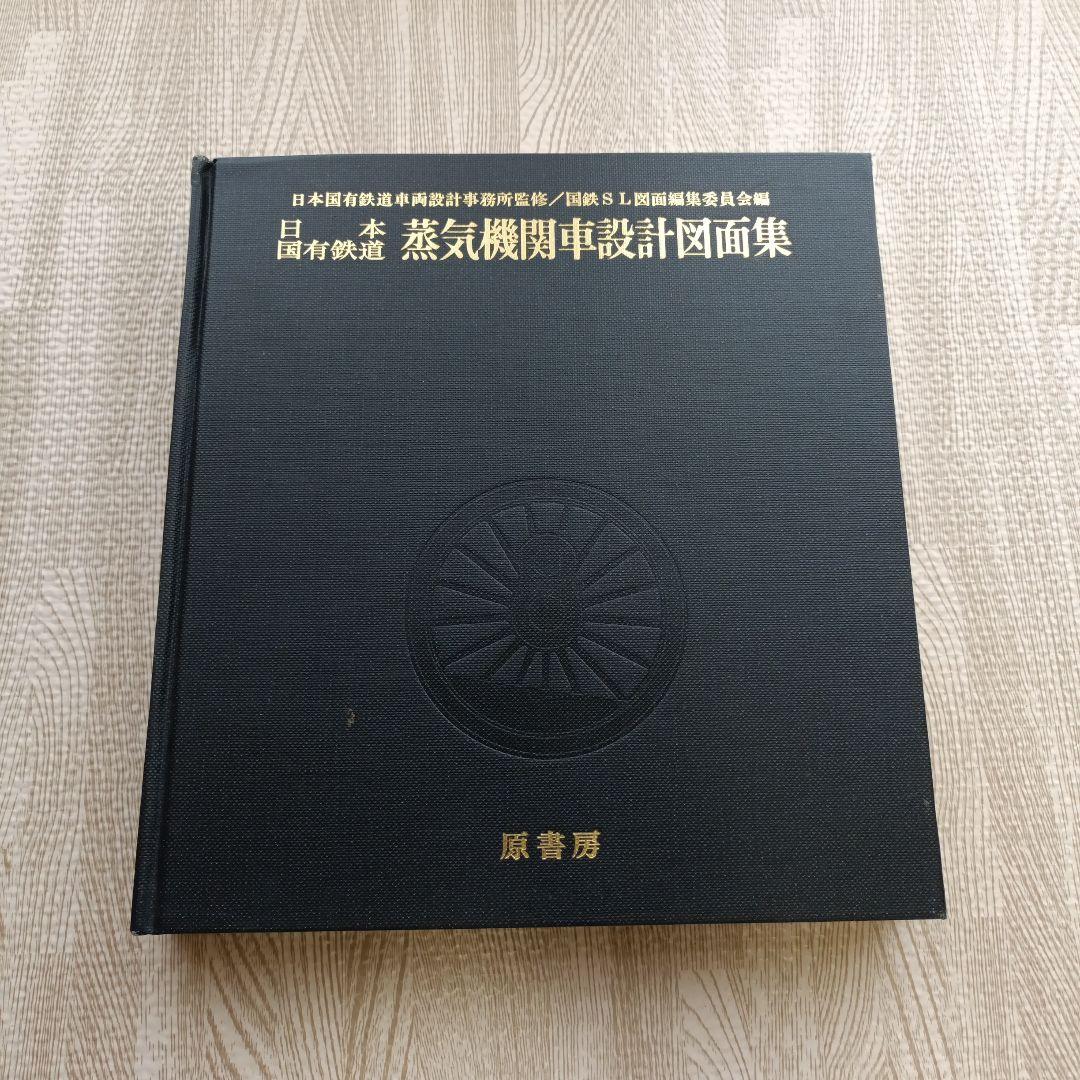 日本国有鉄道車両設計事務所監修／国鉄ＳＬ図面編集委員会編
日本
国有鉄道 蒸気機関車設計図面集
原書房